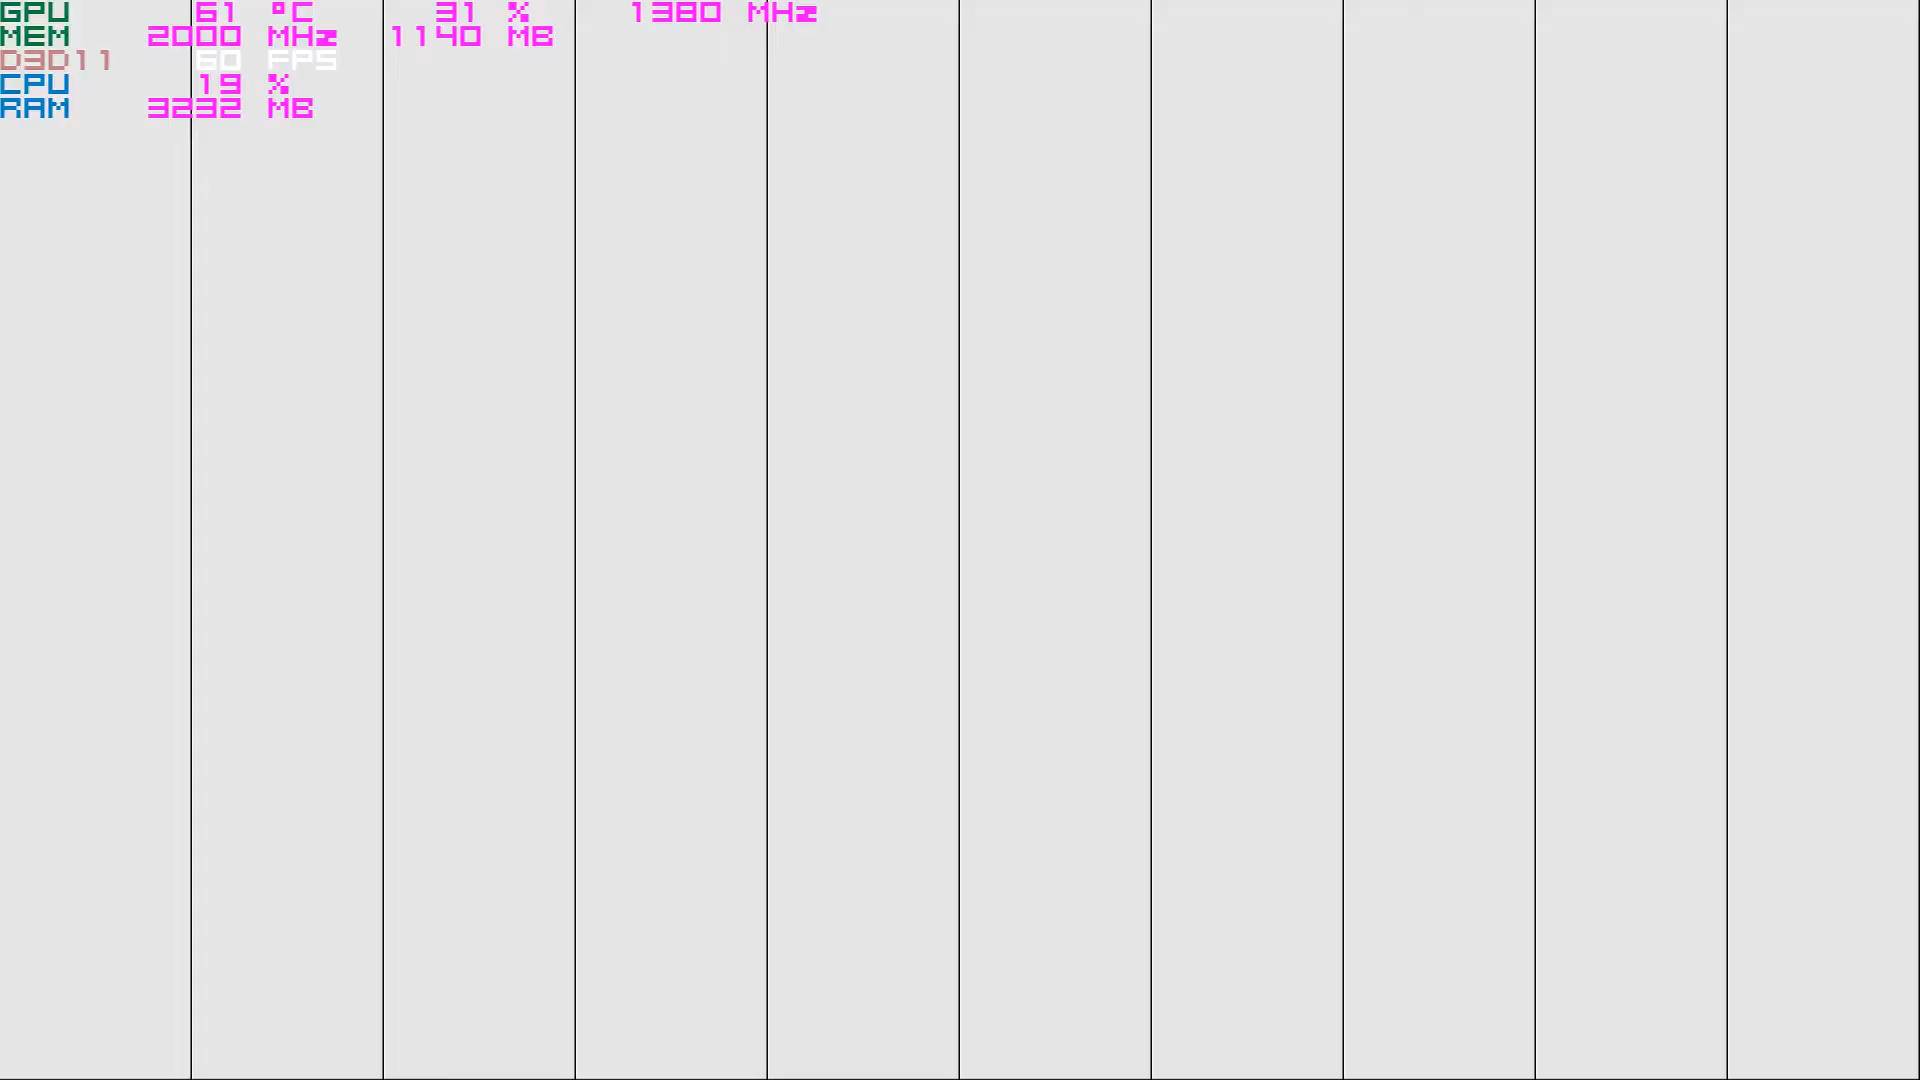 GPU 61 °C 31 % 1380 MHz
MEM 2000 MHz 1140 MB
D3D11 60 FPS
CPU 19 %
RAM 3232 MB